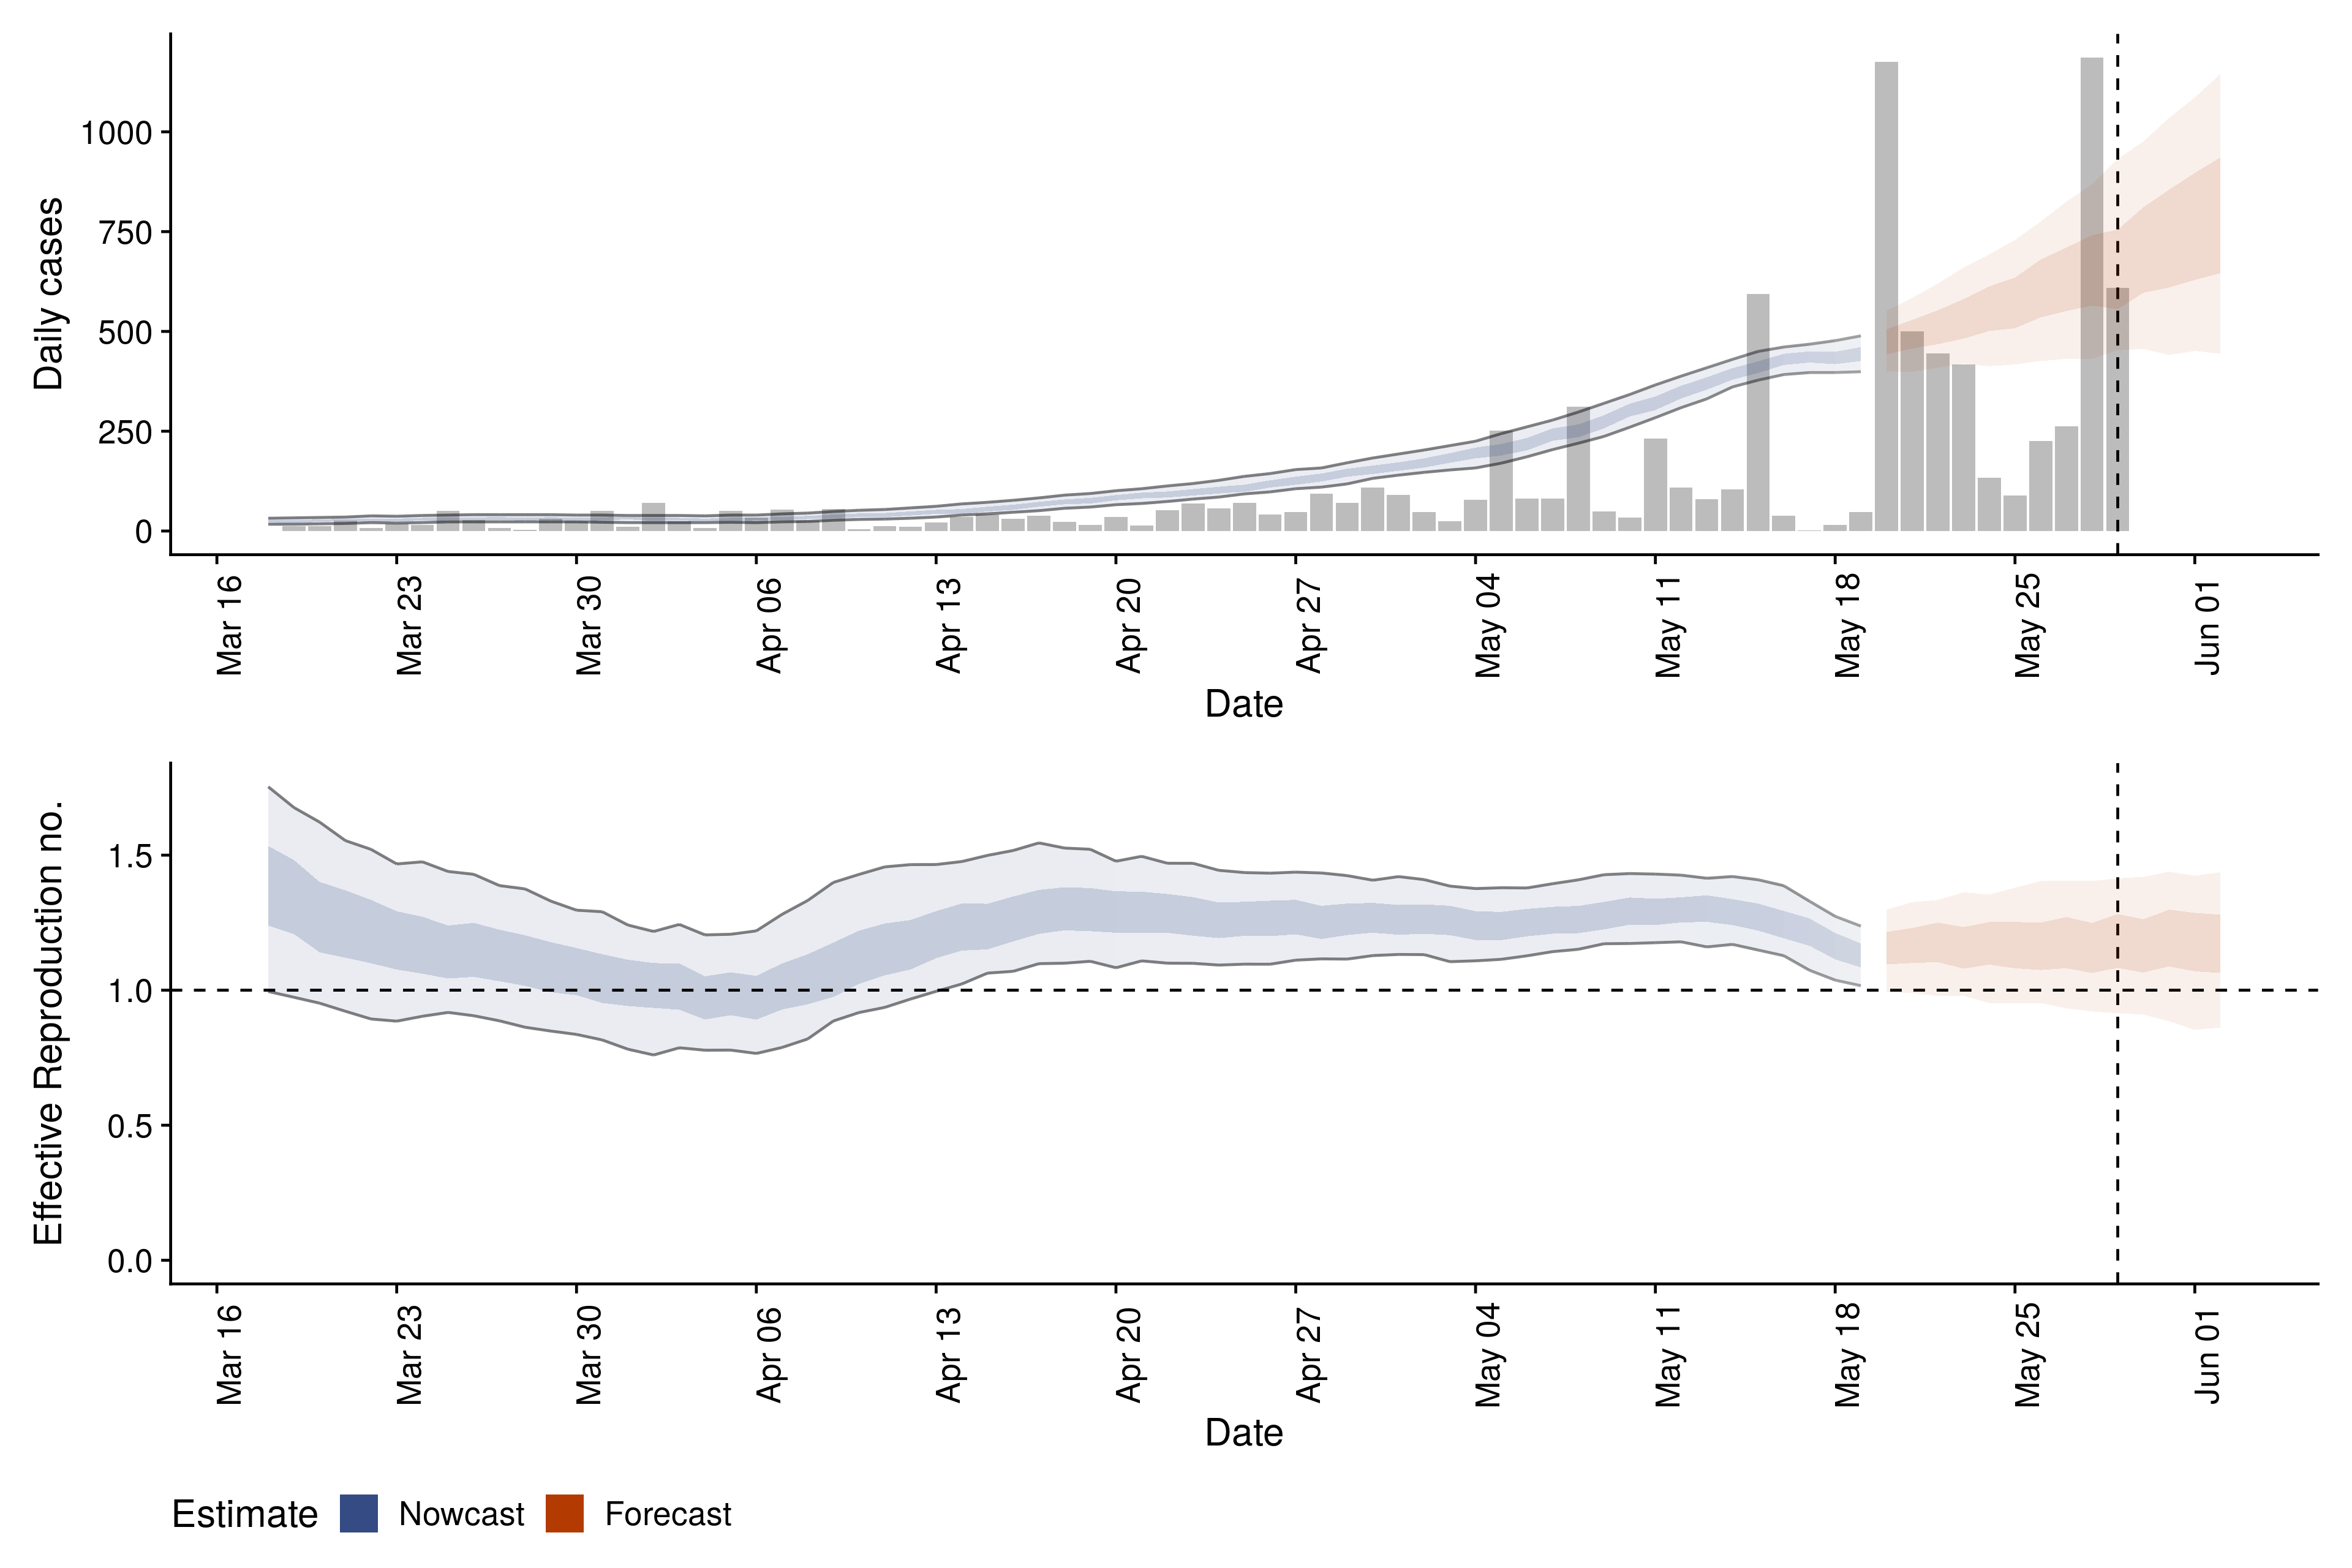 Daily cases
1000
750
500
250
0
Mar 16
Mar 23
Mar 30
Apr 06
Apr 13
Apr 20
Apr 27
May 04
May 11
May 18
May 25
Jun 01
Date
Effective Reproduction no.
1.5
1.0
0.5
0.0
Mar 16
Mar 23
Mar 30
Apr 06
Apr 13
Apr 20
Apr 27
May 04
May 11
May 18
May 25
Jun 01
Date
Estimate Nowcast Forecast